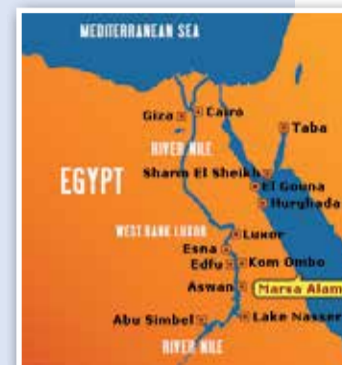 MEDITERRANEAN SEA
Giza
Cairo
Taba
RIVER NILE
EGYPT
Sharm El Sheikh
El Gouna
Hurghada
WEST BANK LUXOR
Luxor
Esna
Edfu
Kom Ombo
Aswan
Marsa Alam
Abu Simbel
Lake Nasser
RIVER NILE